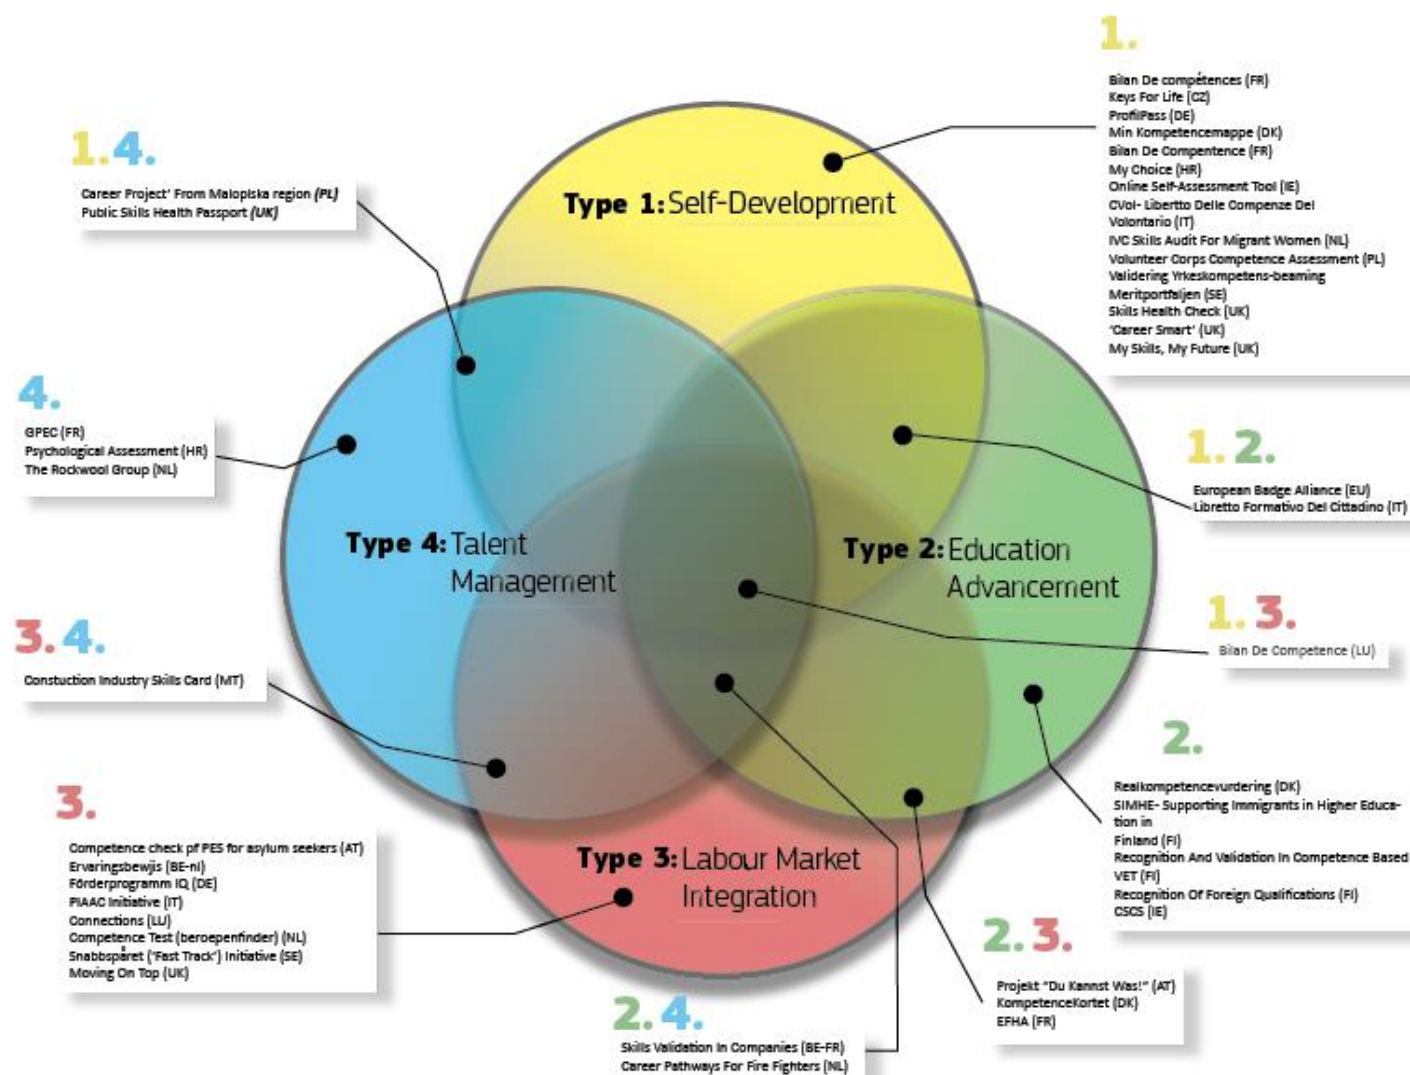 1.
Bilan De compétences (FR)
Keys For Life (CZ)
ProfilPass (DE)
Min Kompetencemappe (DK)
Bilan De Compentence (FR)
My Choice (HR)
Online Self-Assessment Tool (IE)
CVol- Libertto Delle Compenze Del
Volontario (IT)
IVC Skills Audit For Migrant Women (NL)
Volunteer Corps Competence Assessment (PL)
Validering Yrkeskompetens-beaming
Meritportfaljen (SE)
Skills Health Check (UK)
‘Career Smart’ (UK)
My Skills, My Future (UK)
1.4.
Career Project’ From Malopiska region (PL)
Public Skills Health Passport (UK)
Type 1: Self-Development
4.
GPEC (FR)
Psychological Assessment (HR)
The Rockwool Group (NL)
1. 2.
European Badge Alliance (EU)
Libretto Formativo Del Cittadino (IT)
Type 4: Talent
Management
Type 2: Education
Advancement
3.4.
Constuction Industry Skills Card (MT)
1. 3.
Bilan De Competence (LU)
2.
Realkompetencevurdering (DK)
SIMHE- Supporting Immigrants in Higher Educa-
tion in
Finland (FI)
Recognition And Validation In Competence Based
VET (FI)
Recognition Of Foreign Qualifications (FI)
CSCS (IE)
3.
Competence check pf PES for asylum seekers (AT)
Ervaringsbewijs (BE-nl)
Förderprogramm IQ (DE)
PIAAC Initiative (IT)
Connections (LU)
Competence Test (beroepenfinder) (NL)
Snabbspåret (‘Fast Track’) Initiative (SE)
Moving On Top (UK)
Type 3: Labour Market
Integration
2. 3.
Projekt “Du Kannst Was!” (AT)
KompetenceKortet (DK)
EFHA (FR)
2.4.
Skills Validation In Companies (BE-FR)
Career Pathways For Fire Fighters (NL)